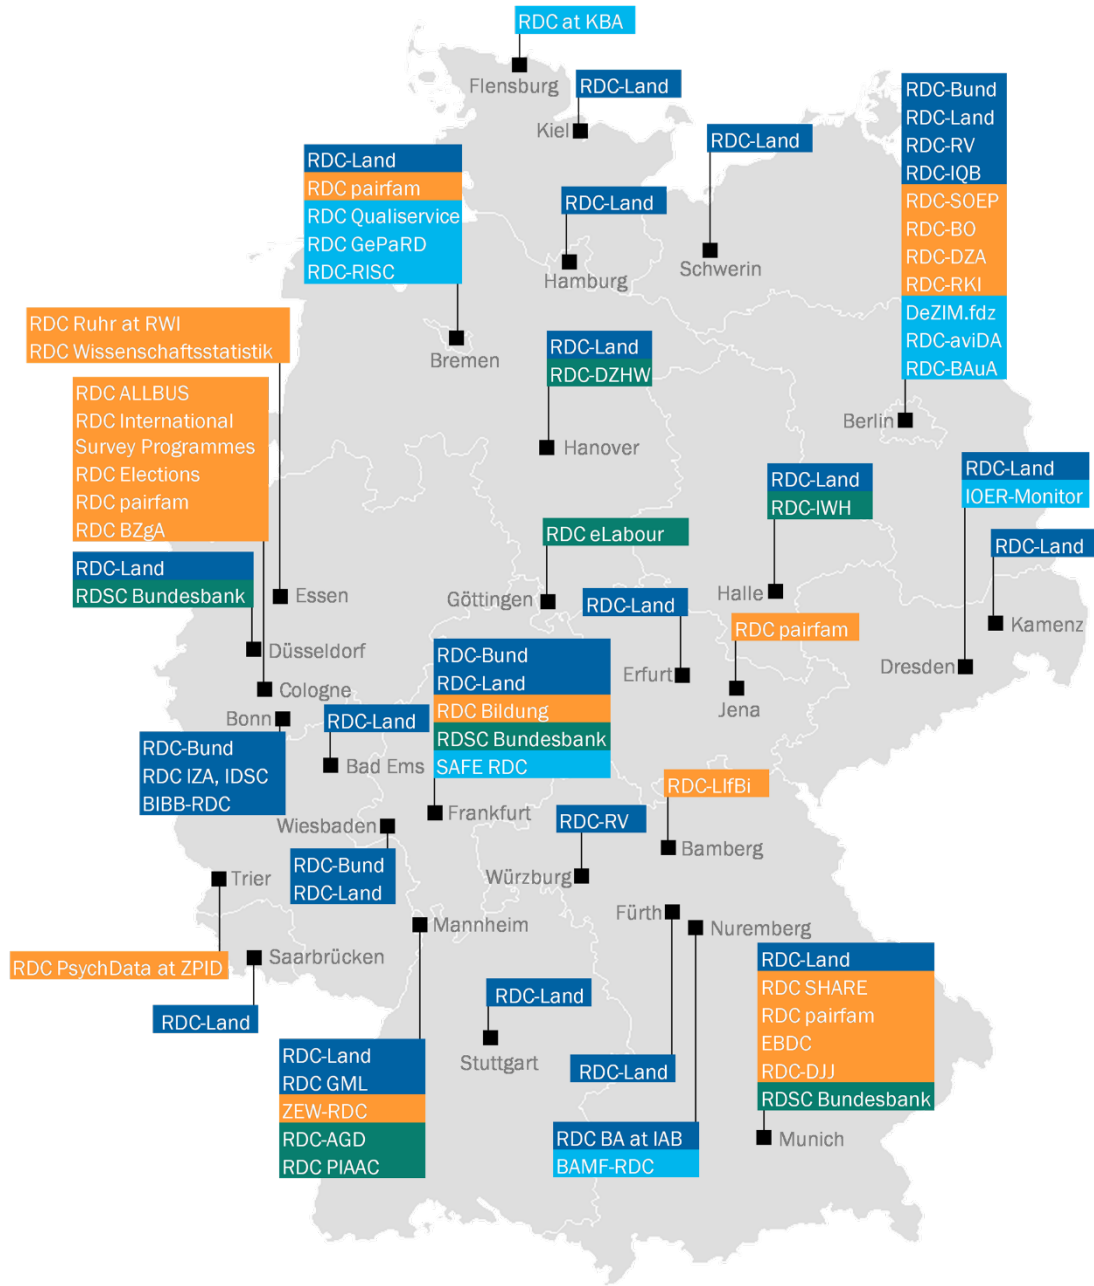 RDC at KBA
Flensburg
RDC-Land
Kiel
RDC-Land
Schwerin
RDC-Bund
RDC-Land
RDC-RV
RDC-IQB
RDC-SOEP
RDC-BO
RDC-DZA
RDC-RKI
DeZIM.fdz
RDC-aviDA
RDC-BAuA
Berlin
RDC-Land
RDC pairfam
RDC Qualiservice
RDC GePaRD
RDC-RISC
Bremen
RDC-Land
Hamburg
RDC Ruhr at RWI
RDC Wissenschaftsstatistik
Essen
RDC-Land
RDC-DZHW
Hanover
RDC ALLBUS
RDC International
Survey Programmes
RDC Elections
RDC pairfam
RDC BZgA
Cologne
RDC-Land
RDSC Bundesbank
Düsseldorf
RDC-Land
IOER-Monitor
Dresden
RDC-Land
RDC-IWH
Halle
RDC-Land
Kamenz
RDC eLabour
Göttingen
RDC-Land
Erfurt
RDC pairfam
Jena
RDC-Bund
RDC-Land
RDC Bildung
RDSC Bundesbank
SAFE RDC
Frankfurt
Bonn
RDC-Bund
RDC IZA, IDSC
BIBB-RDC
RDC-Land
Bad Ems
Wiesbaden
RDC-Bund
RDC-Land
RDC-LIfBi
Bamberg
RDC-RV
Würzburg
Trier
RDC PsychData at ZPID
Saarbrücken
RDC-Land
Mannheim
RDC-Land
RDC GML
ZEW-RDC
RDC-AGD
RDC PIAAC
RDC-Land
Stuttgart
Fürth
RDC-Land
Nuremberg
RDC BA at IAB
BAMF-RDC
RDC-Land
RDC SHARE
RDC pairfam
EBDC
RDC-DJJ
RDSC Bundesbank
Munich